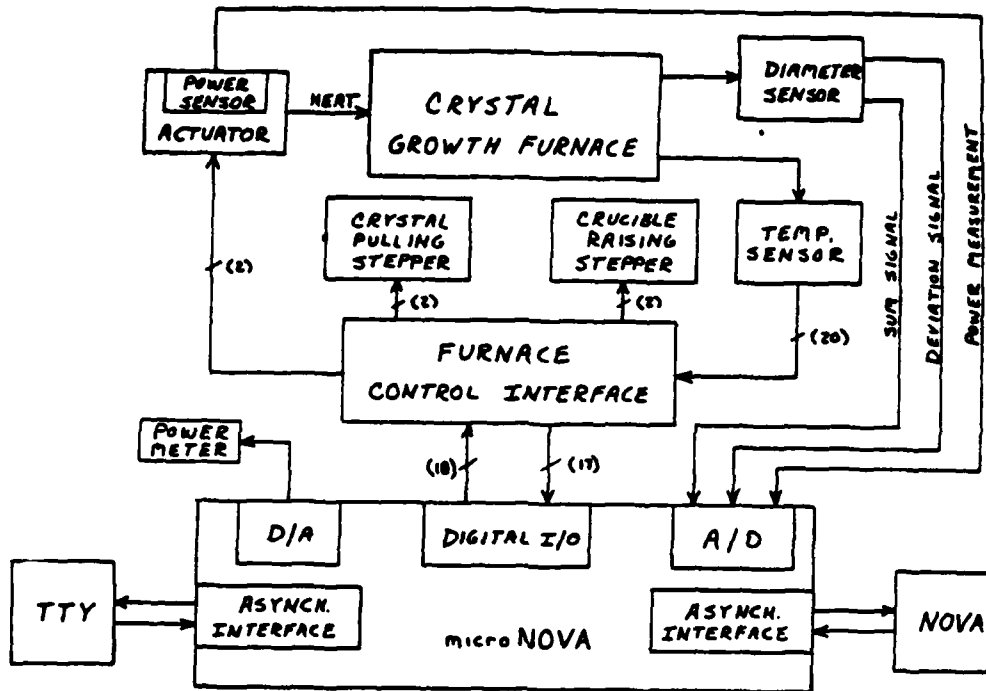 POWER
SENSOR
ACTUATOR
HEAT
CRYSTAL
GROWTH FURNACE
DIAMETER
SENSOR
CRYSTAL
PULLING
STEPPER
CRUCIBLE
RAISING
STEPPER
TEMP.
SENSOR
SUM SIGNAL
DEVIATION SIGNAL
POWER MEASUREMENT
(2)
(2)
(2)
(20)
FURNACE
CONTROL INTERFACE
POWER
METER
(18)
(17)
D/A
DIGITAL I/O
A/D
TTY
ASYNCH.
INTERFACE
microNOVA
ASYNCH.
INTERFACE
NOVA